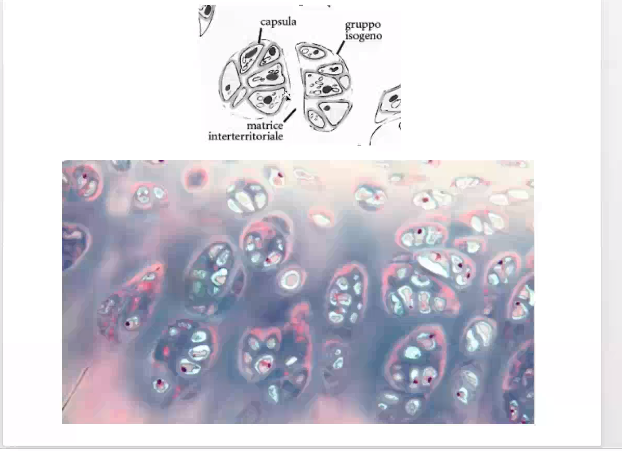 capsula
gruppo
isogeno
matrice
interterritoriale